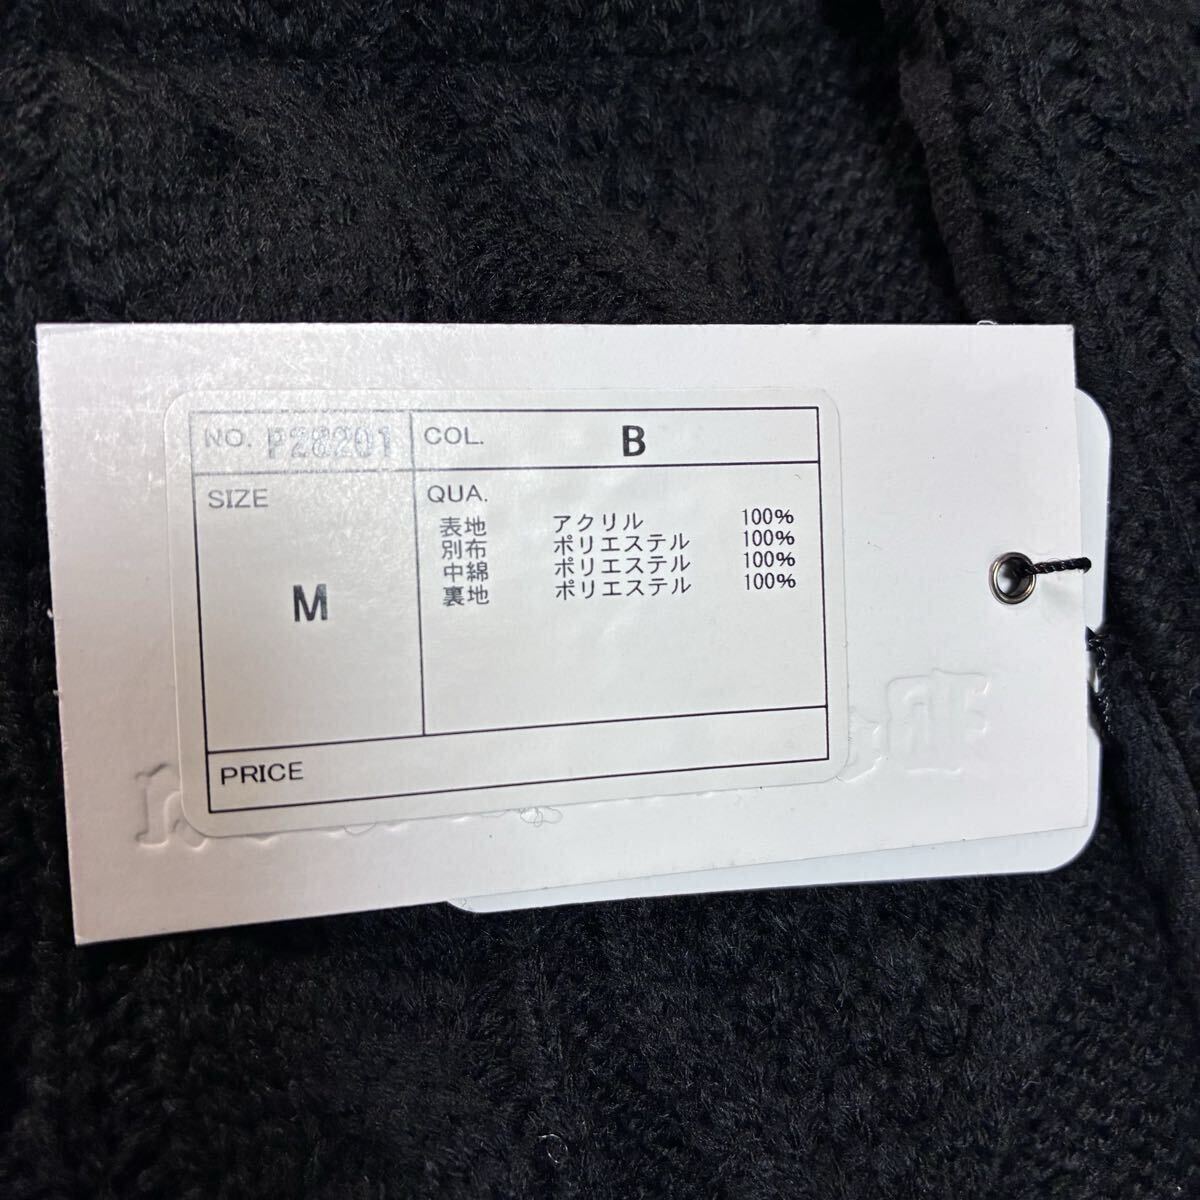 NO. P28201
COL. B
SIZE
M
QUA.
表地 アクリル 100%
別布 ポリエステル 100%
中綿 ポリエステル 100%
裏地 ポリエステル 100%
PRICE